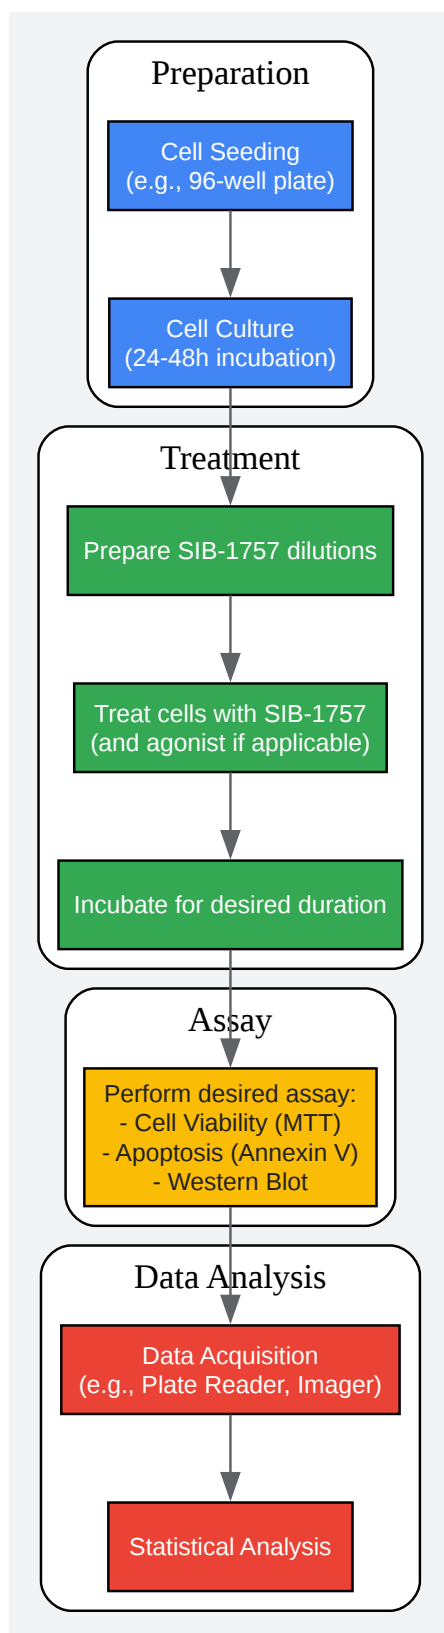 Preparation
Cell Seeding
(e.g., 96-well plate)
Cell Culture
(24-48h incubation)
Treatment
Prepare SIB-1757 dilutions
Treat cells with SIB-1757
(and agonist if applicable)
Incubate for desired duration
Assay
Perform desired assay:
- Cell Viability (MTT)
- Apoptosis (Annexin V)
- Western Blot
Data Analysis
Data Acquisition
(e.g., Plate Reader, Imager)
Statistical Analysis